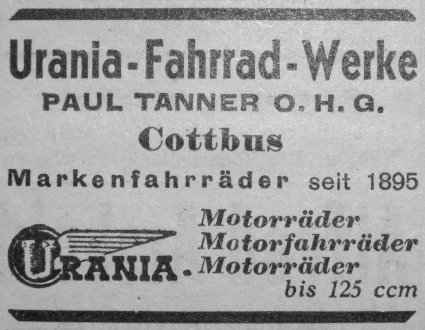 Urania-Fahrrad-Werke
PAUL TANNER O. H. G.
Cottbus
Markenfahrräder seit 1895
URANIA. Motorräder
Motorfahrräder
Motorräder
bis 125 ccm